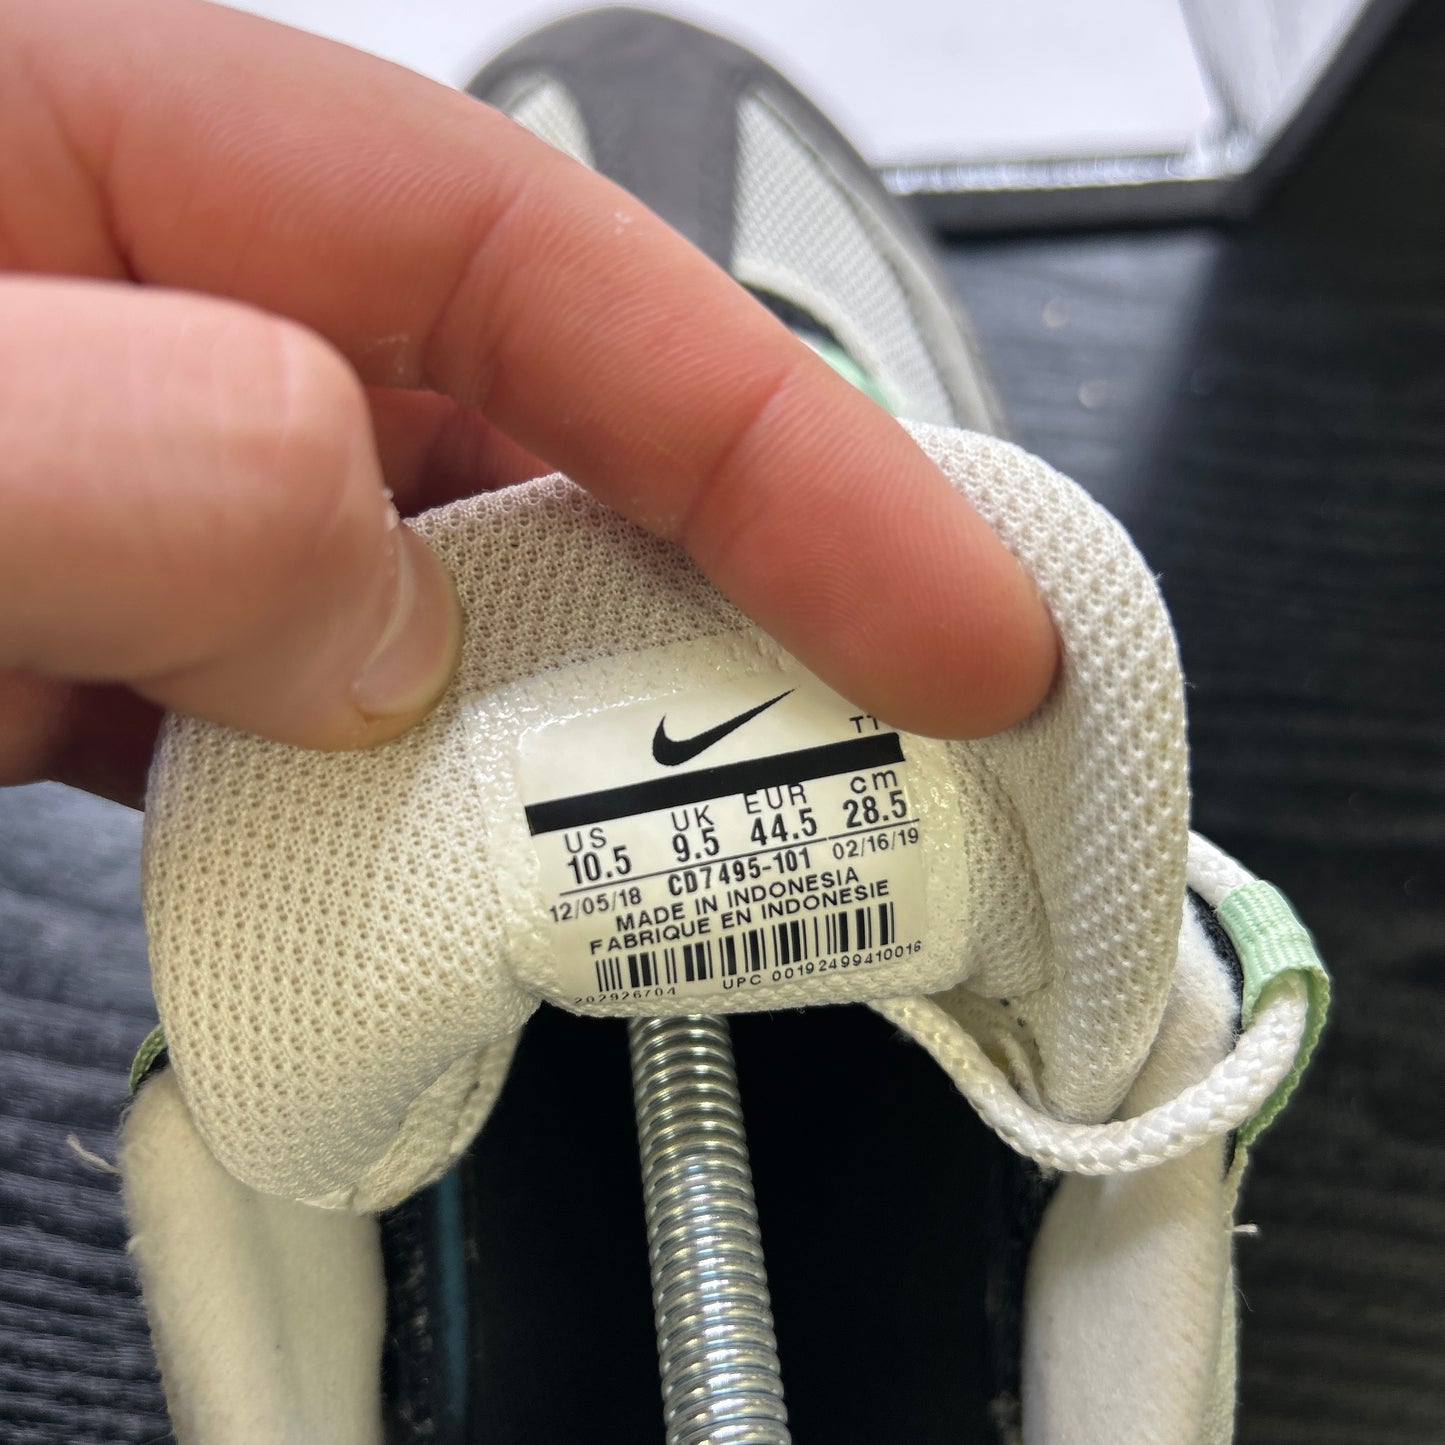 TT
US UK EUR cm
10.5 9.5 44.5 28.5
12/05/18 CD7495-101 02/16/19
MADE IN INDONESIA
FABRIQUE EN INDONESIE
202926704 UPC 00192499410016